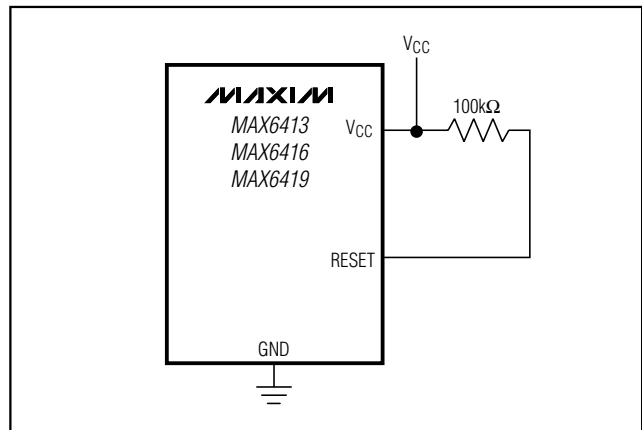 VCC
100kΩ
MAXIM
MAX6413
MAX6416
MAX6419
VCC
RESET
GND